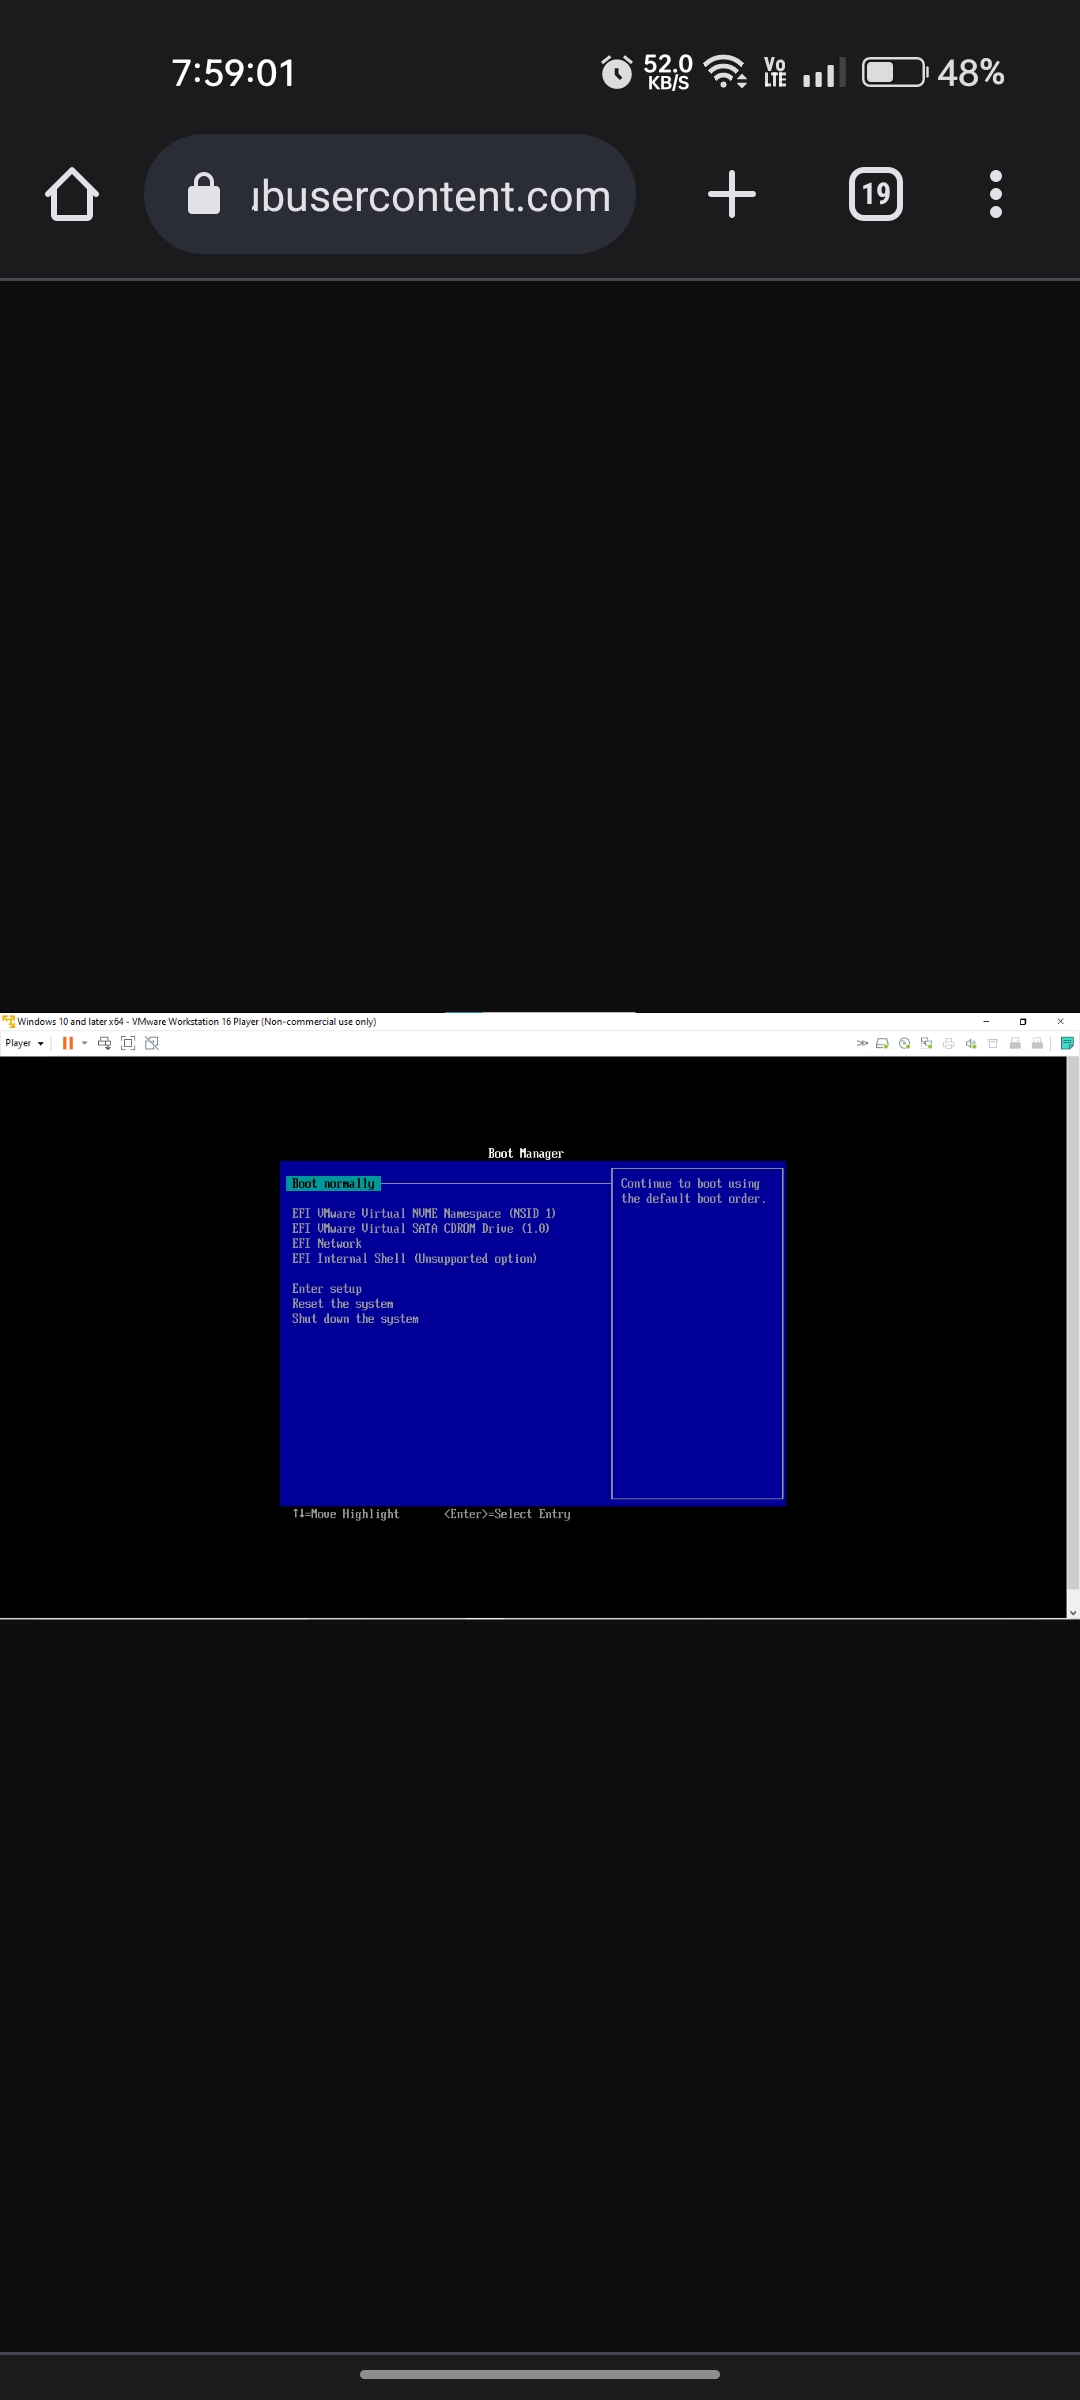 7:59:01
52.0 KB/S
Vo LTE
48%
ubusercontent.com
19
Windows 10 and later x64 - VMware Workstation 16 Player (Non-commercial use only)
Player
Boot Manager
Boot normally
EFI VMware Virtual NVME Namespace (NSID 1)
EFI VMware Virtual SATA CDROM Drive (1.0)
EFI Network
EFI Internal Shell (Unsupported option)
Enter setup
Reset the system
Shut down the system
Continue to boot using
the default boot order.
↑↓=Move Highlight <Enter>=Select Entry